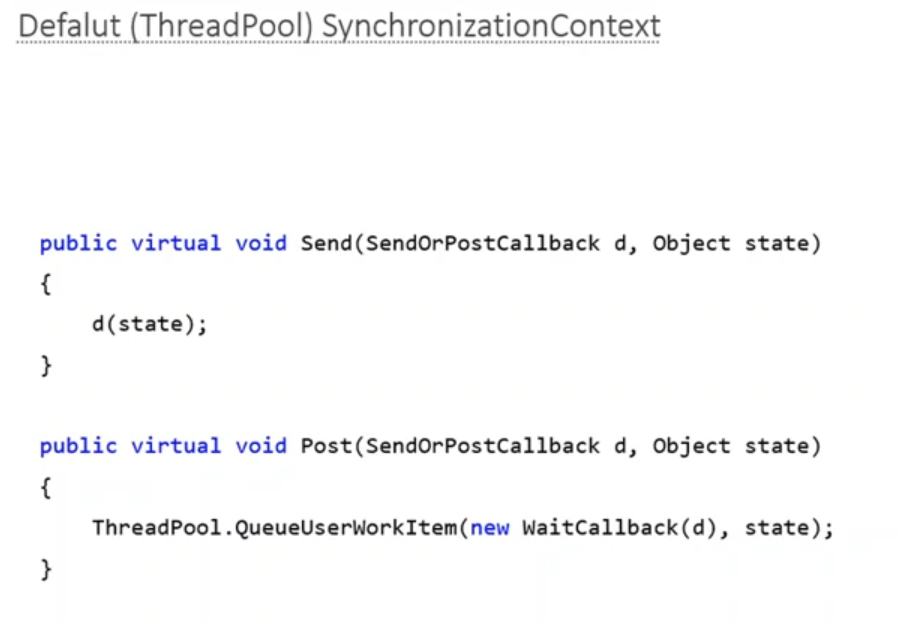 Defalut (ThreadPool) SynchronizationContext
public virtual void Send(SendOrPostCallback d, Object state)
{
    d(state);
}
public virtual void Post(SendOrPostCallback d, Object state)
{
    ThreadPool.QueueUserWorkItem(new WaitCallback(d), state);
}